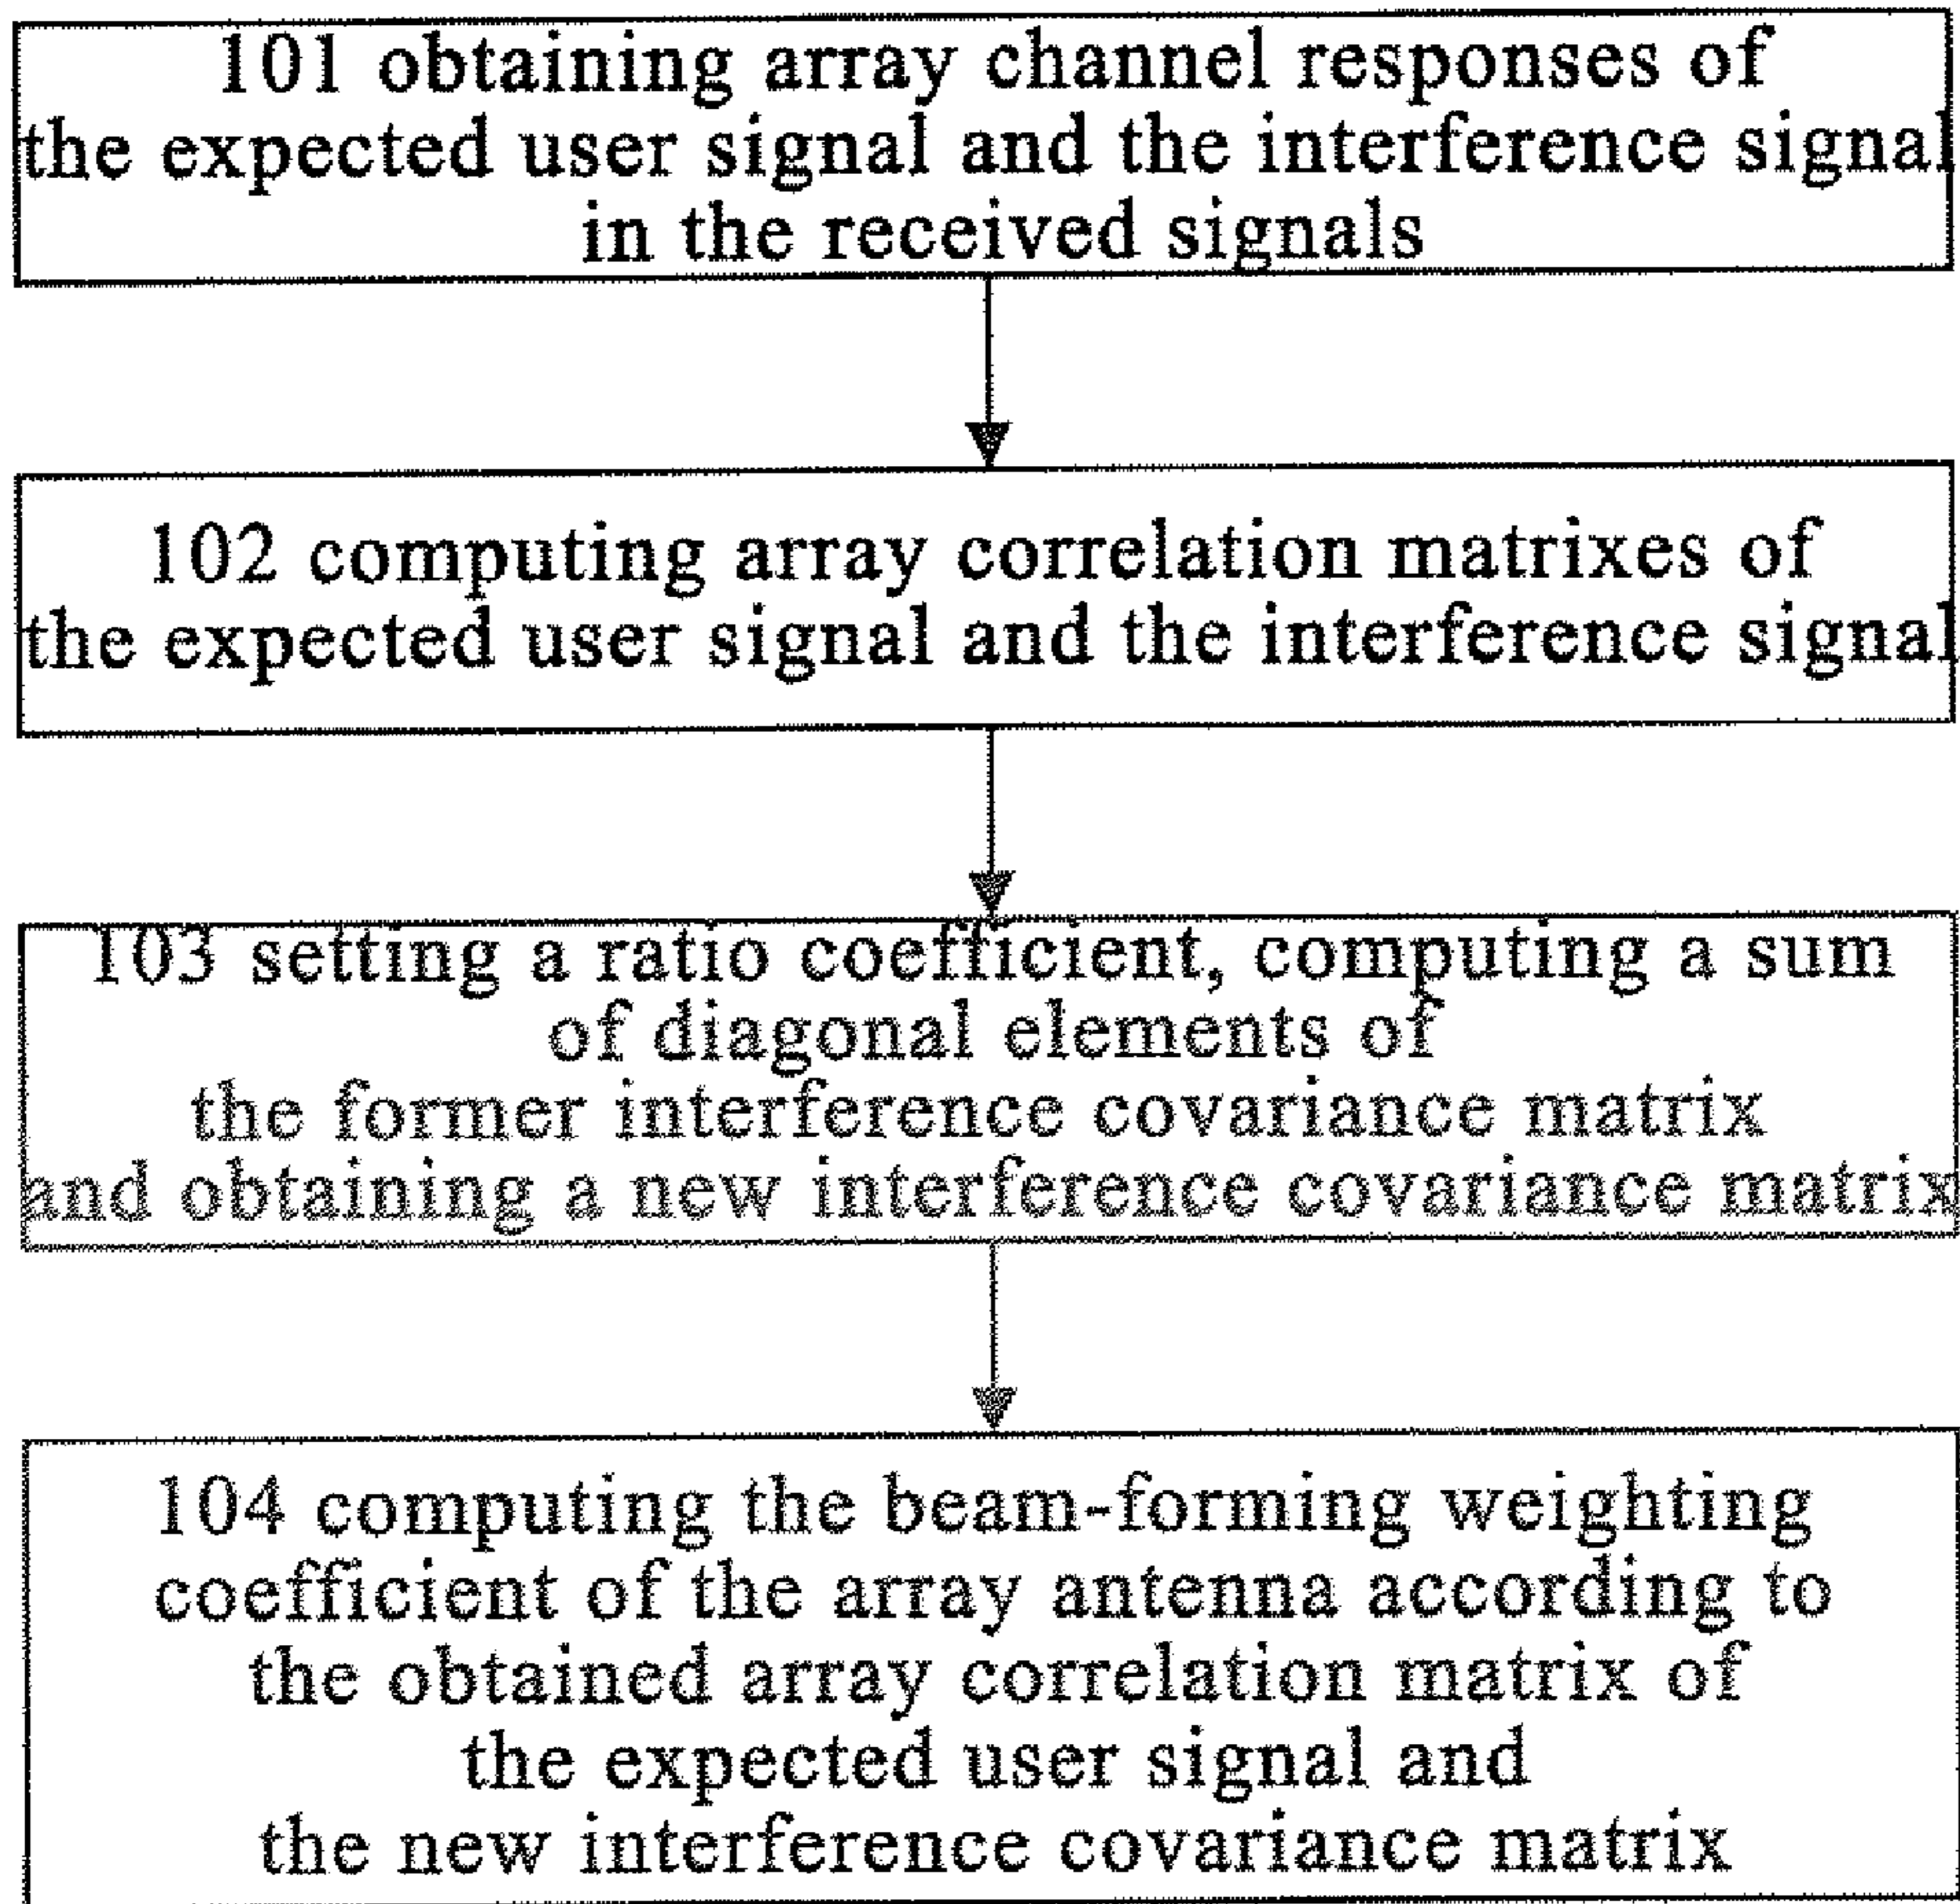 101 obtaining array channel responses of
the expected user signal and the interference signal
in the received signals
102 computing array correlation matrixes of
the expected user signal and the interference signal
103 setting a ratio coefficient, computing a sum
of diagonal elements of
the former interference covariance matrix
and obtaining a new interference covariance matrix
104 computing the beam-forming weighting
coefficient of the array antenna according to
the obtained array correlation matrix of
the expected user signal and
the new interference covariance matrix